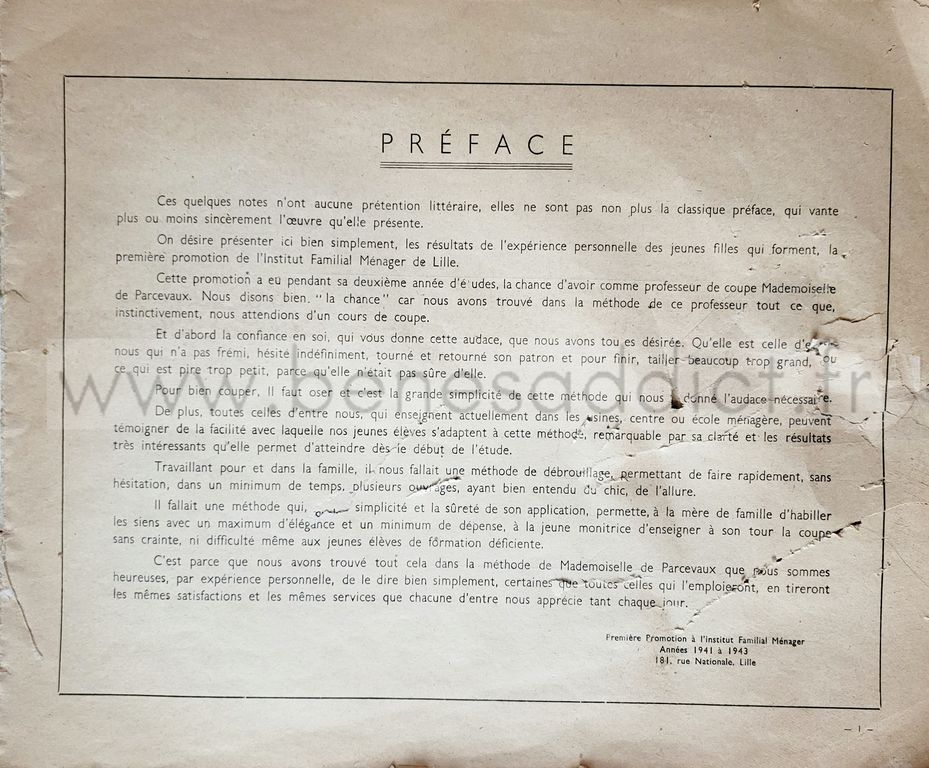 PRÉFACE
Ces quelques notes n'ont aucune prétention littéraire, elles ne sont pas non plus la classique préface, qui vante
plus ou moins sincèrement l'œuvre qu'elle présente.
On désire présenter ici bien simplement, les résultats de l'expérience personnelle des jeunes filles qui forment, la
première promotion de l'Institut Familial Ménager de Lille.
Cette promotion a eu pendant sa deuxième année d'études, la chance d'avoir comme professeur de coupe Mademoiselle
de Parcevaux. Nous disons bien. "la chance" car nous avons trouvé dans la méthode de ce professeur tout ce que,
instinctivement, nous attendions d'un cours de coupe.
Et d'abord la confiance en soi, qui vous donne cette audace, que nous avons toutes désirée. Qu'elle est celle
nous qui n'a pas frémi, hésité indéfiniment, tourné et retourné son patron et pour finir, tailler beaucoup trop grand, ou
ce qui est pire trop petit, parce qu'elle n'était pas sûre d'elle.
Pour bien couper, Il faut oser et c'est la grande simplicité de cette méthode qui nous a donné l'audace nécessaire.
De plus, toutes celles d'entre nous, qui enseignent actuellement dans les usines, centre ou école ménagère, peuvent
témoigner de la facilité avec laquelle nos jeunes élèves s'adaptent à cette méthode, remarquable par sa clarté et les résultats
très intéressants qu'elle permet d'atteindre dès le début de l'étude.
Travaillant pour et dans la famille, il nous fallait une méthode de débrouillage, permettant de faire rapidement, sans
hésitation, dans un minimum de temps, plusieurs ouvrages, ayant bien entendu du chic, de l'allure.
Il fallait une méthode qui, simplicité et la sûreté de son application, permette, à la mère de famille d'habiller
les siens avec un maximum d'élégance et un minimum de dépense, à la jeune monitrice d'enseigner à son tour la coupe
sans crainte, ni difficulté même aux jeunes élèves de formation déficiente.
C'est parce que nous avons trouvé tout cela dans la méthode de Mademoiselle de Parcevaux que nous sommes
heureuses, par expérience personnelle, de le dire bien simplement, certaines que toutes celles qui l'emploieront, en tireront
les mêmes satisfactions et les mêmes services que chacune d'entre nous apprécie tant chaque jour.
Première Promotion à l'institut Familial Ménager
Années 1941 à 1943
181, rue Nationale, Lille
— 1 —
www.benesaddict.fr